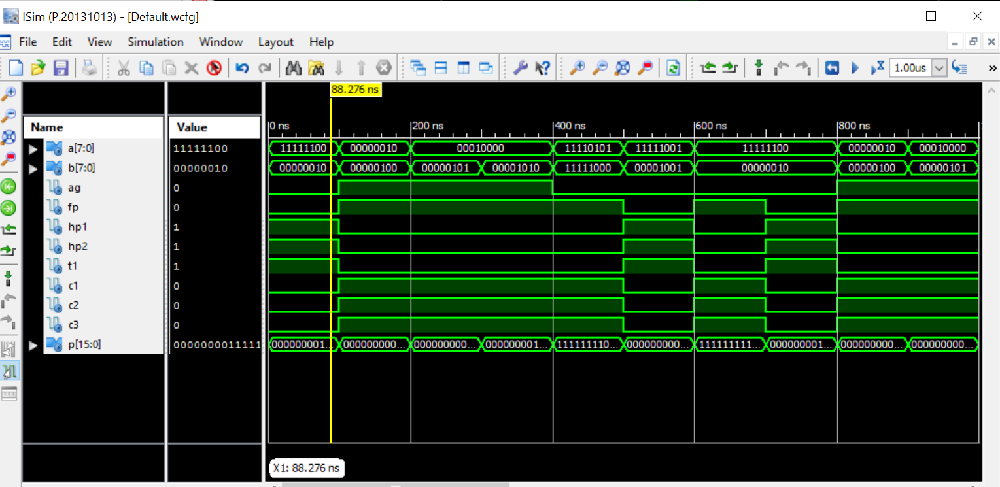 ISim (P.20131013) - [Default.wcfg]
File Edit View Simulation Window Layout Help
1.00us
»
88.276 ns
Name Value 0 ns 200 ns 400 ns 600 ns 800 ns
a[7:0] 11111100 11111100 00000010 00010000 11110101 11111001 11111100 00000010 00010000
b[7:0] 00000010 00000010 00000100 00000101 00001010 11111000 00001001 00000010 00000100 00000101
ag 0
fp 0
hp1 1
hp2 1
t1 1
c1 0
c2 0
c3 0
p[15:0] 0000000011111 000000001... 000000000... 000000000... 000000001... 111111110... 000000000... 111111111... 000000001... 000000000... 000000000...
X1: 88.276 ns